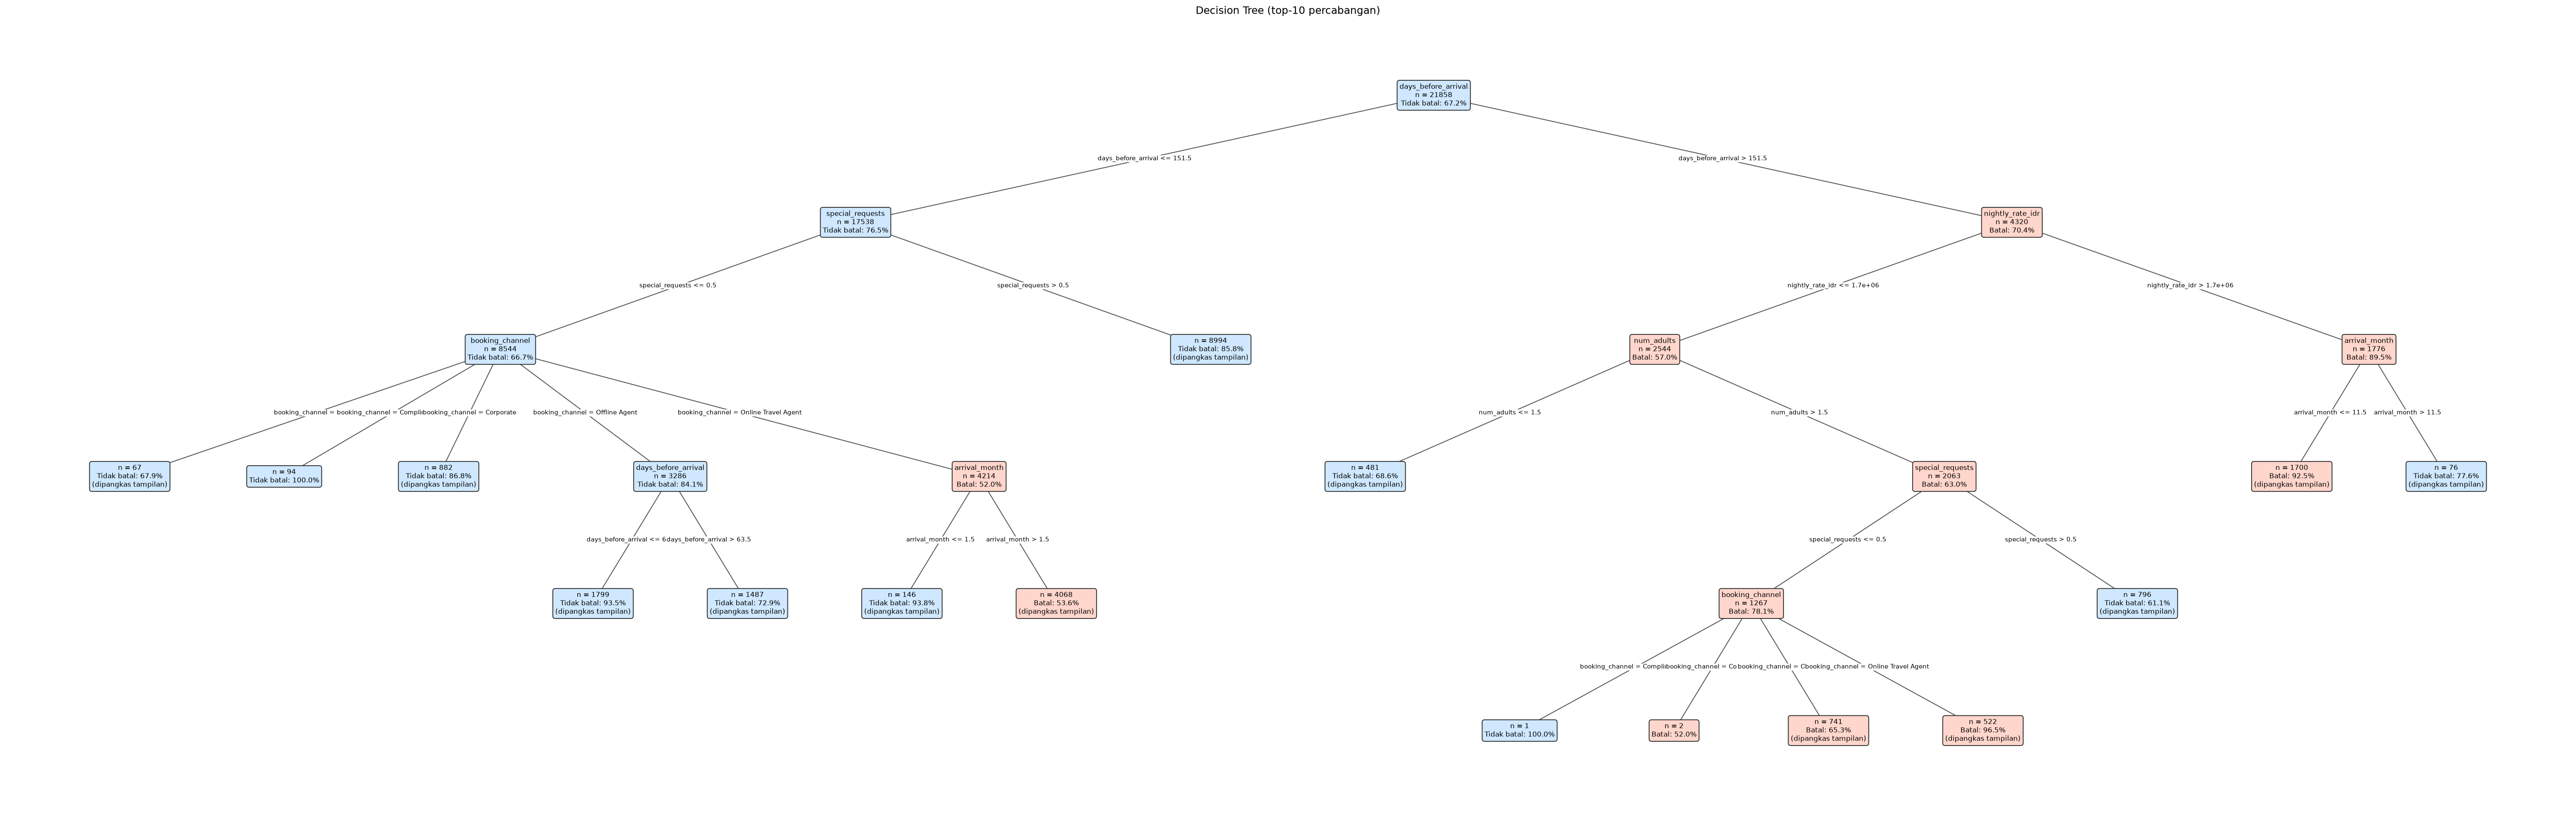 Decision Tree (top-10 percabangan)
days_before_arrival
n = 21858
Tidak batal: 67.2%
days_before_arrival <= 151.5
days_before_arrival > 151.5
special_requests
n = 17538
Tidak batal: 76.5%
nightly_rate_idr
n = 4320
Batal: 70.4%
special_requests <= 0.5
special_requests > 0.5
nightly_rate_idr <= 1.7e+06
nightly_rate_idr > 1.7e+06
booking_channel
n = 8544
Tidak batal: 66.7%
n = 8994
Tidak batal: 85.8%
(dipangkas tampilan)
num_adults
n = 2544
Batal: 57.0%
arrival_month
n = 1776
Batal: 89.5%
booking_channel =
booking_channel =
booking_channel = Corporate
booking_channel = Offline Agent
booking_channel = Online Travel Agent
num_adults <= 1.5
num_adults > 1.5
arrival_month <= 11.5
arrival_month > 11.5
n = 67
Tidak batal: 67.9%
(dipangkas tampilan)
n = 94
Tidak batal: 100.0%
n = 882
Tidak batal: 86.8%
(dipangkas tampilan)
days_before_arrival
n = 3286
Tidak batal: 84.1%
arrival_month
n = 4214
Batal: 52.0%
n = 481
Tidak batal: 68.6%
(dipangkas tampilan)
special_requests
n = 2063
Batal: 63.0%
n = 1700
Batal: 92.5%
(dipangkas tampilan)
n = 76
Tidak batal: 77.6%
(dipangkas tampilan)
days_before_arrival <=
days_before_arrival > 63.5
arrival_month <= 1.5
arrival_month > 1.5
special_requests <= 0.5
special_requests > 0.5
n = 1799
Tidak batal: 93.5%
(dipangkas tampilan)
n = 1487
Tidak batal: 72.9%
(dipangkas tampilan)
n = 146
Tidak batal: 93.8%
(dipangkas tampilan)
n = 4068
Batal: 53.6%
(dipangkas tampilan)
booking_channel
n = 1267
Batal: 78.1%
n = 796
Tidak batal: 61.1%
(dipangkas tampilan)
booking_channel =
booking_channel =
booking_channel =
booking_channel = Online Travel Agent
n = 1
Tidak batal: 100.0%
n = 2
Batal: 52.0%
n = 741
Batal: 65.3%
(dipangkas tampilan)
n = 522
Batal: 96.5%
(dipangkas tampilan)